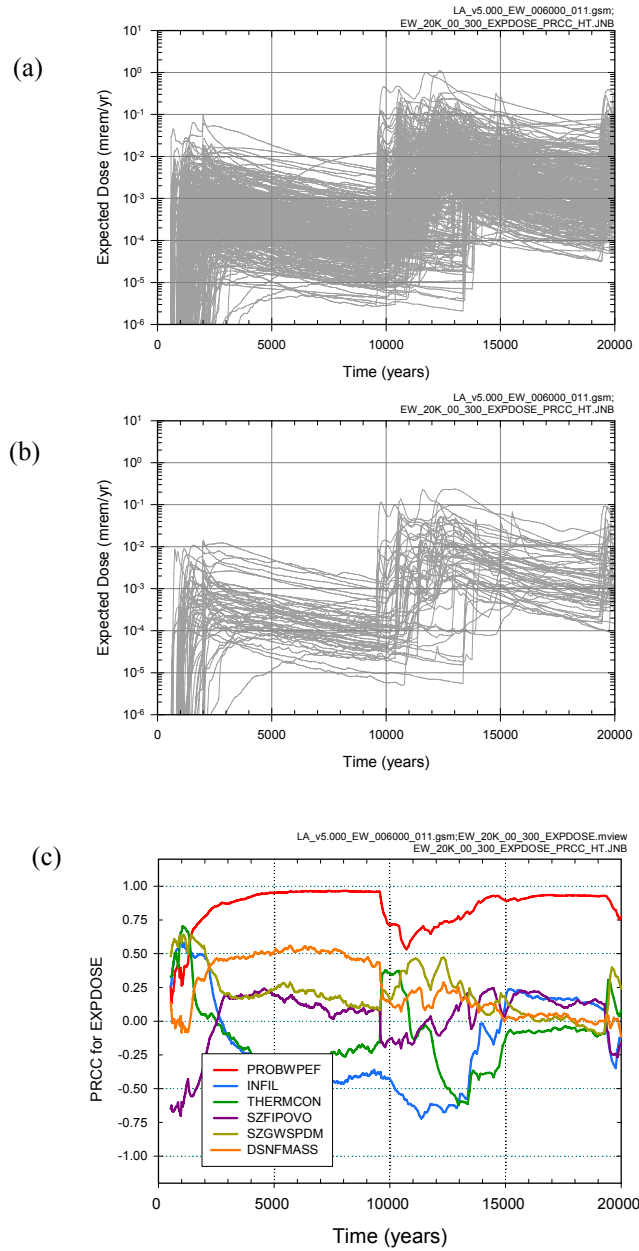 LA_v5.000_EW_006000_011.gsm;
EW_20K_00_300_EXPDOSE_PRCC_HT.JNB
(a)
Expected Dose (mrem/yr)
10^1
10^0
10^-1
10^-2
10^-3
10^-4
10^-5
10^-6
0 5000 10000 15000 20000
Time (years)
LA_v5.000_EW_006000_011.gsm;
EW_20K_00_300_EXPDOSE_PRCC_HT.JNB
(b)
Expected Dose (mrem/yr)
10^1
10^0
10^-1
10^-2
10^-3
10^-4
10^-5
10^-6
0 5000 10000 15000 20000
Time (years)
LA_v5.000_EW_006000_011.gsm;EW_20K_00_300_EXPDOSE.mview
EW_20K_00_300_EXPDOSE_PRCC_HT.JNB
(c)
PRCC for EXPDOSE
1.00
0.75
0.50
0.25
0.00
-0.25
-0.50
-0.75
-1.00
PROBWPEF
INFIL
THERMCON
SZFIPOVO
SZGWSPDM
DSNFMASS
0 5000 10000 15000 20000
Time (years)